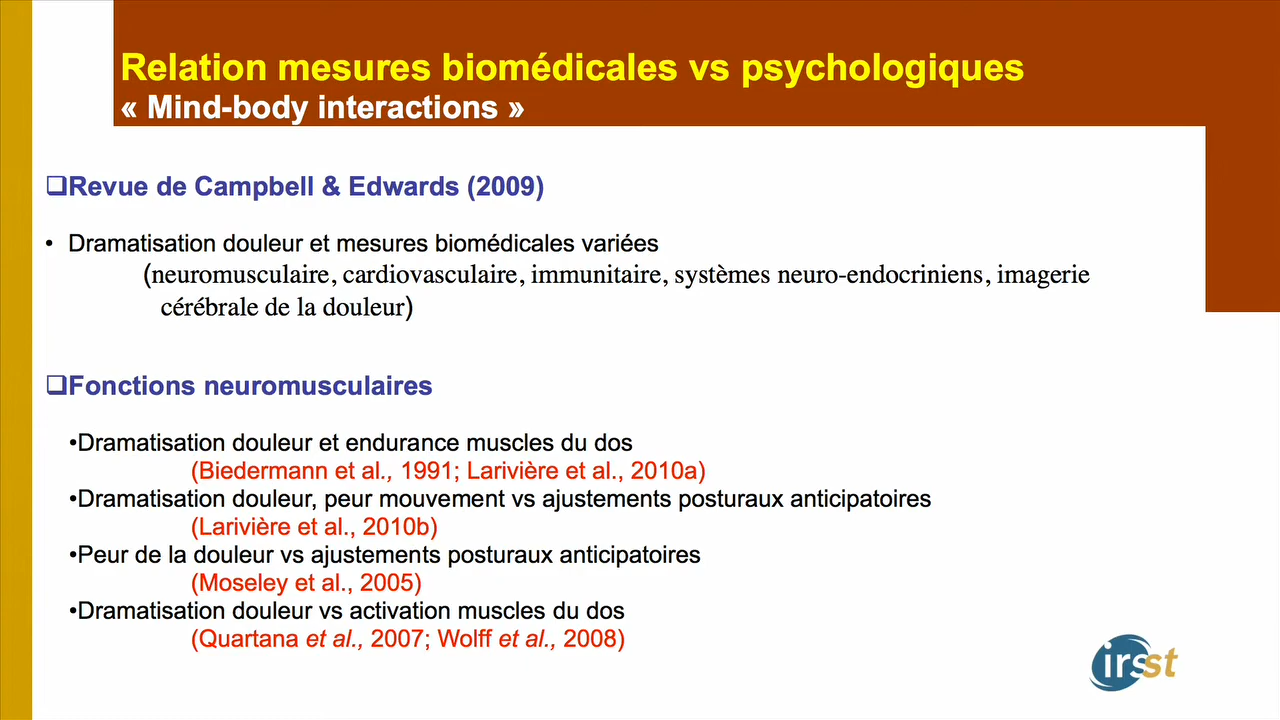 Relation mesures biomédicales vs psychologiques
« Mind-body interactions »
❑Revue de Campbell & Edwards (2009)
• Dramatisation douleur et mesures biomédicales variées
(neuromusculaire, cardiovasculaire, immunitaire, systèmes neuro-endocriniens, imagerie
cérébrale de la douleur)
❑Fonctions neuromusculaires
•Dramatisation douleur et endurance muscles du dos
(Biedermann et al., 1991; Larivière et al., 2010a)
•Dramatisation douleur, peur mouvement vs ajustements posturaux anticipatoires
(Larivière et al., 2010b)
•Peur de la douleur vs ajustements posturaux anticipatoires
(Moseley et al., 2005)
•Dramatisation douleur vs activation muscles du dos
(Quartana et al., 2007; Wolff et al., 2008)
irsst